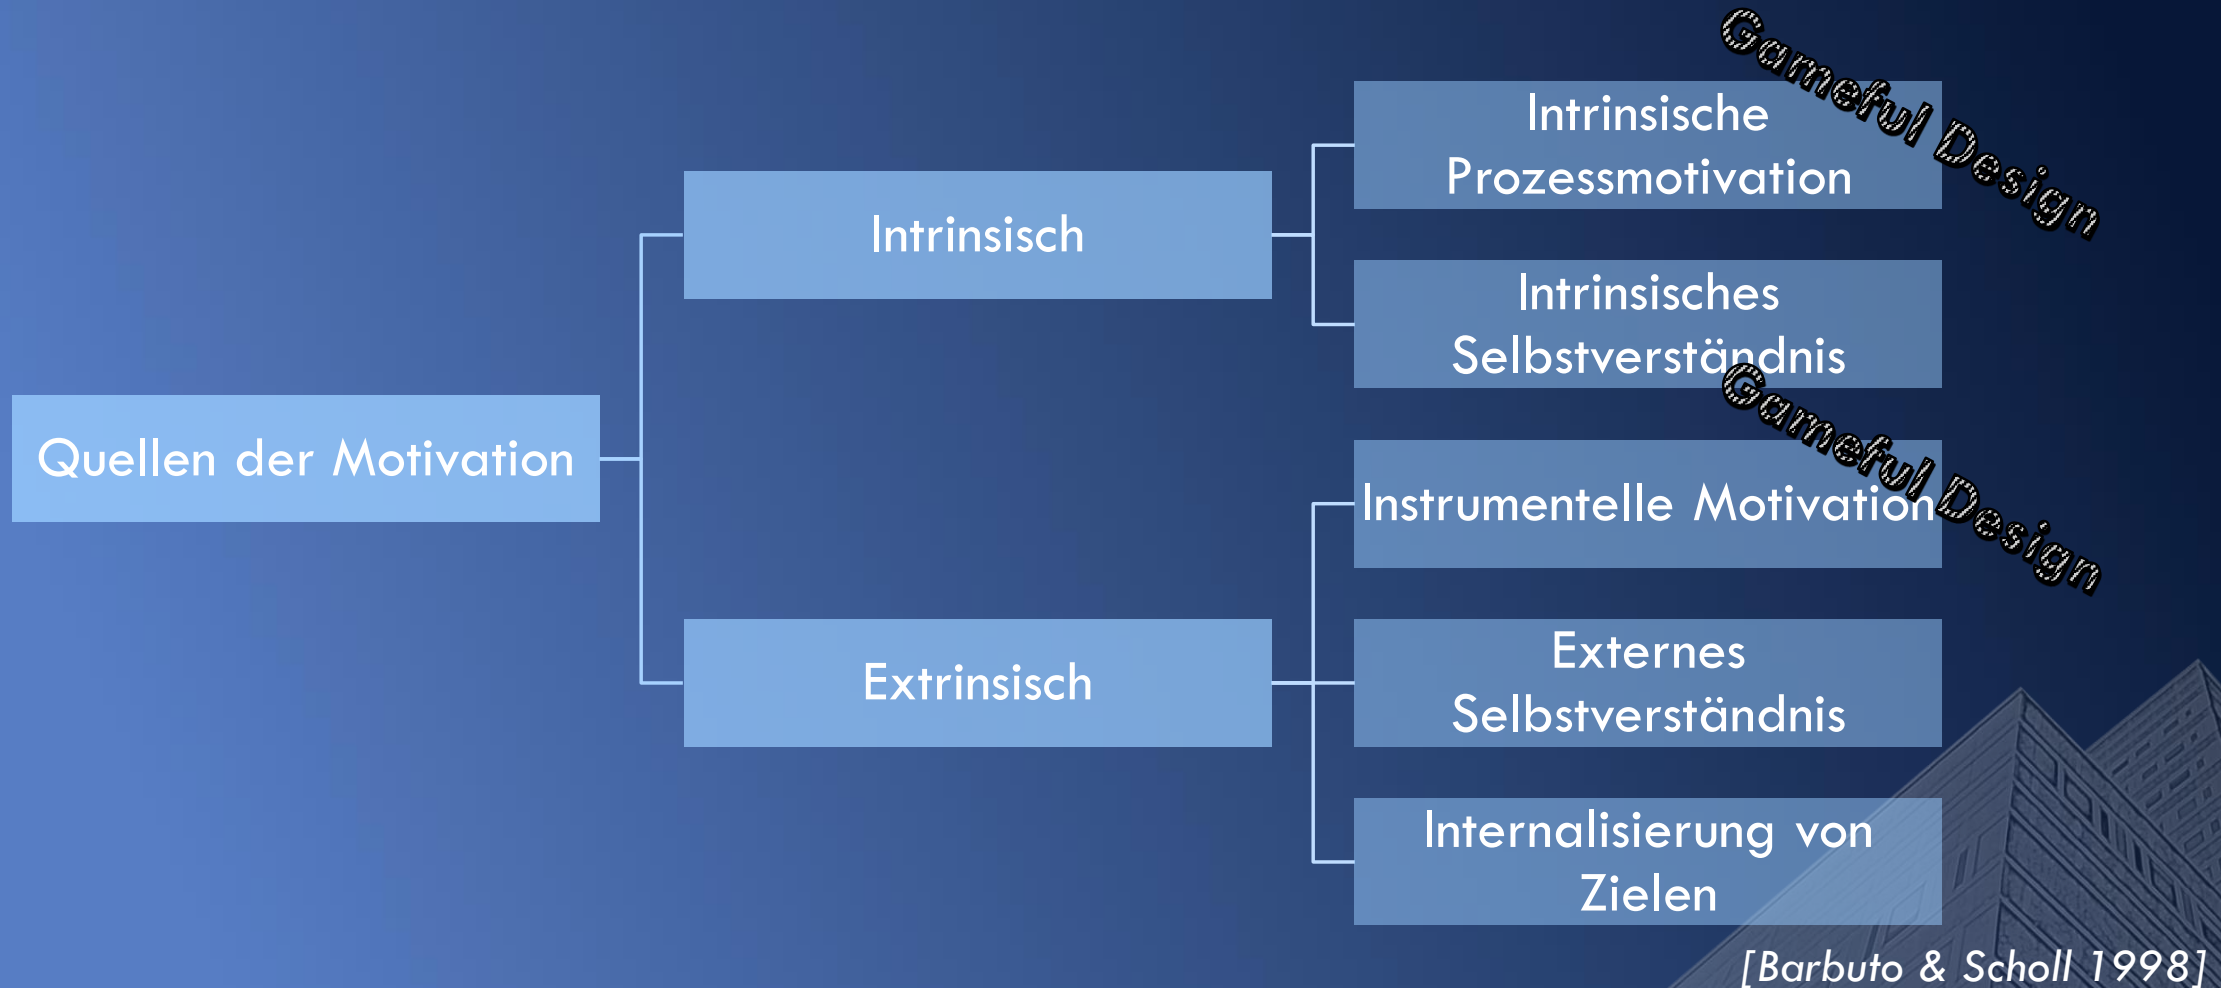 Quellen der Motivation
Intrinsisch
Intrinsische
Prozessmotivation
Gameful Design
Intrinsisches
Selbstverständnis
Extrinsisch
Instrumentelle Motivation
Gameful Design
Externes
Selbstverständnis
Internalisierung von
Zielen
[Barbuto & Scholl 1998]